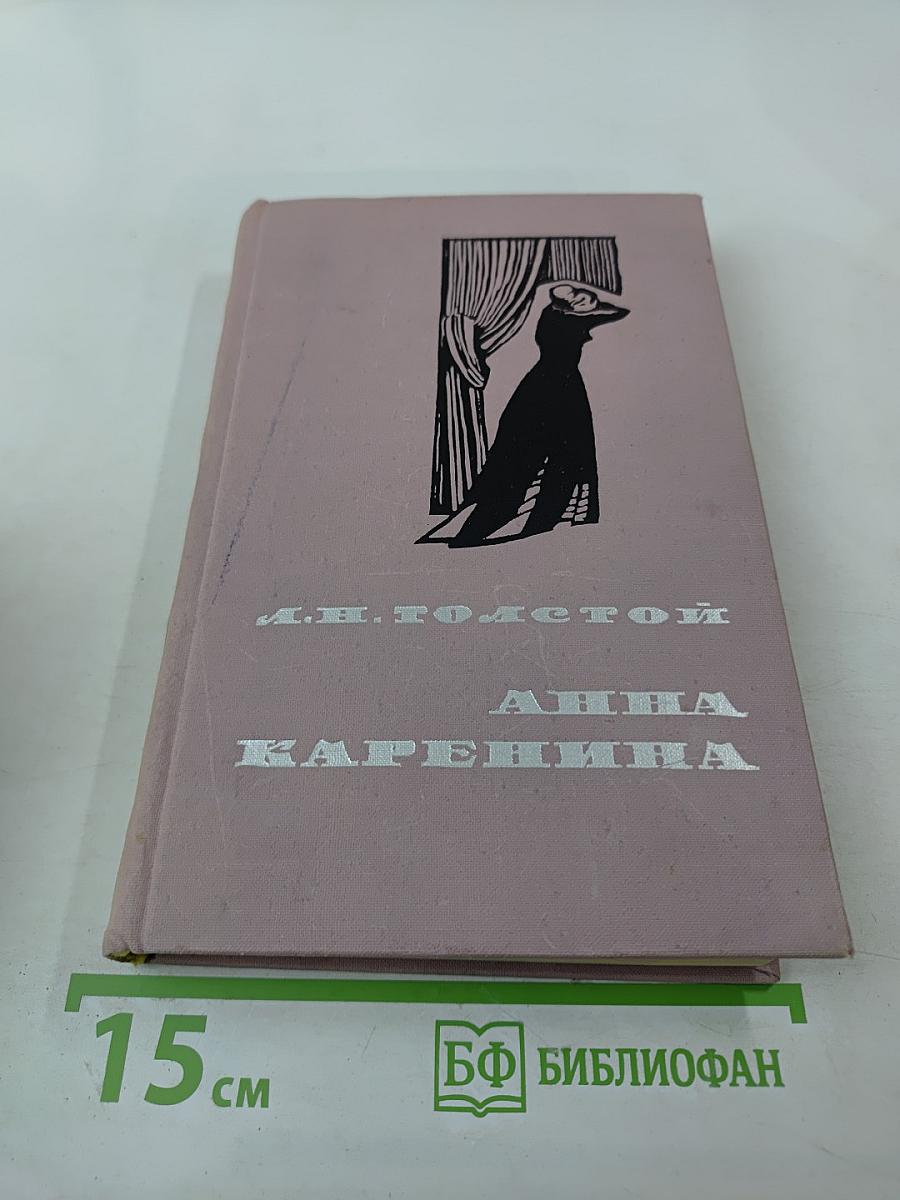 Л.Н.ТОЛСТОЙ
АННА
КАРЕНИНА
15 см
БФ БИБЛИОФАН